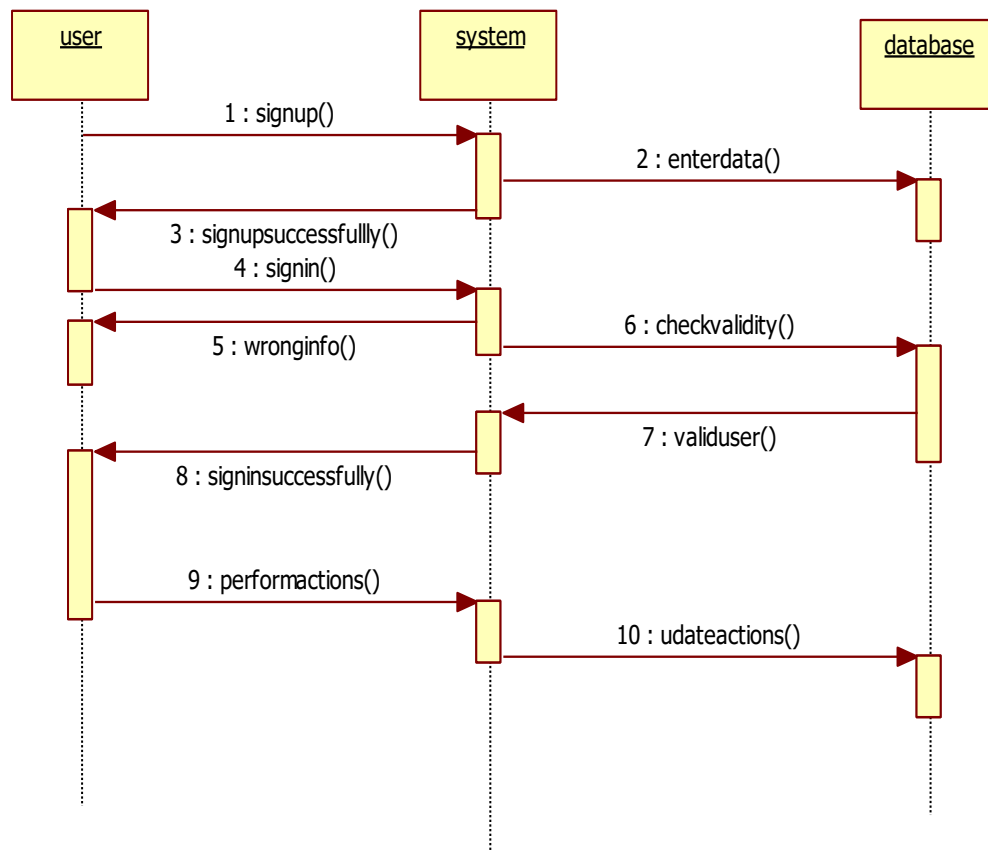 user
system
database
1 : signup()
2 : enterdata()
3 : signupsuccessfullly()
4 : signin()
5 : wronginfo()
6 : checkvalidity()
7 : validuser()
8 : signinsuccessfully()
9 : performactions()
10 : udateactions()